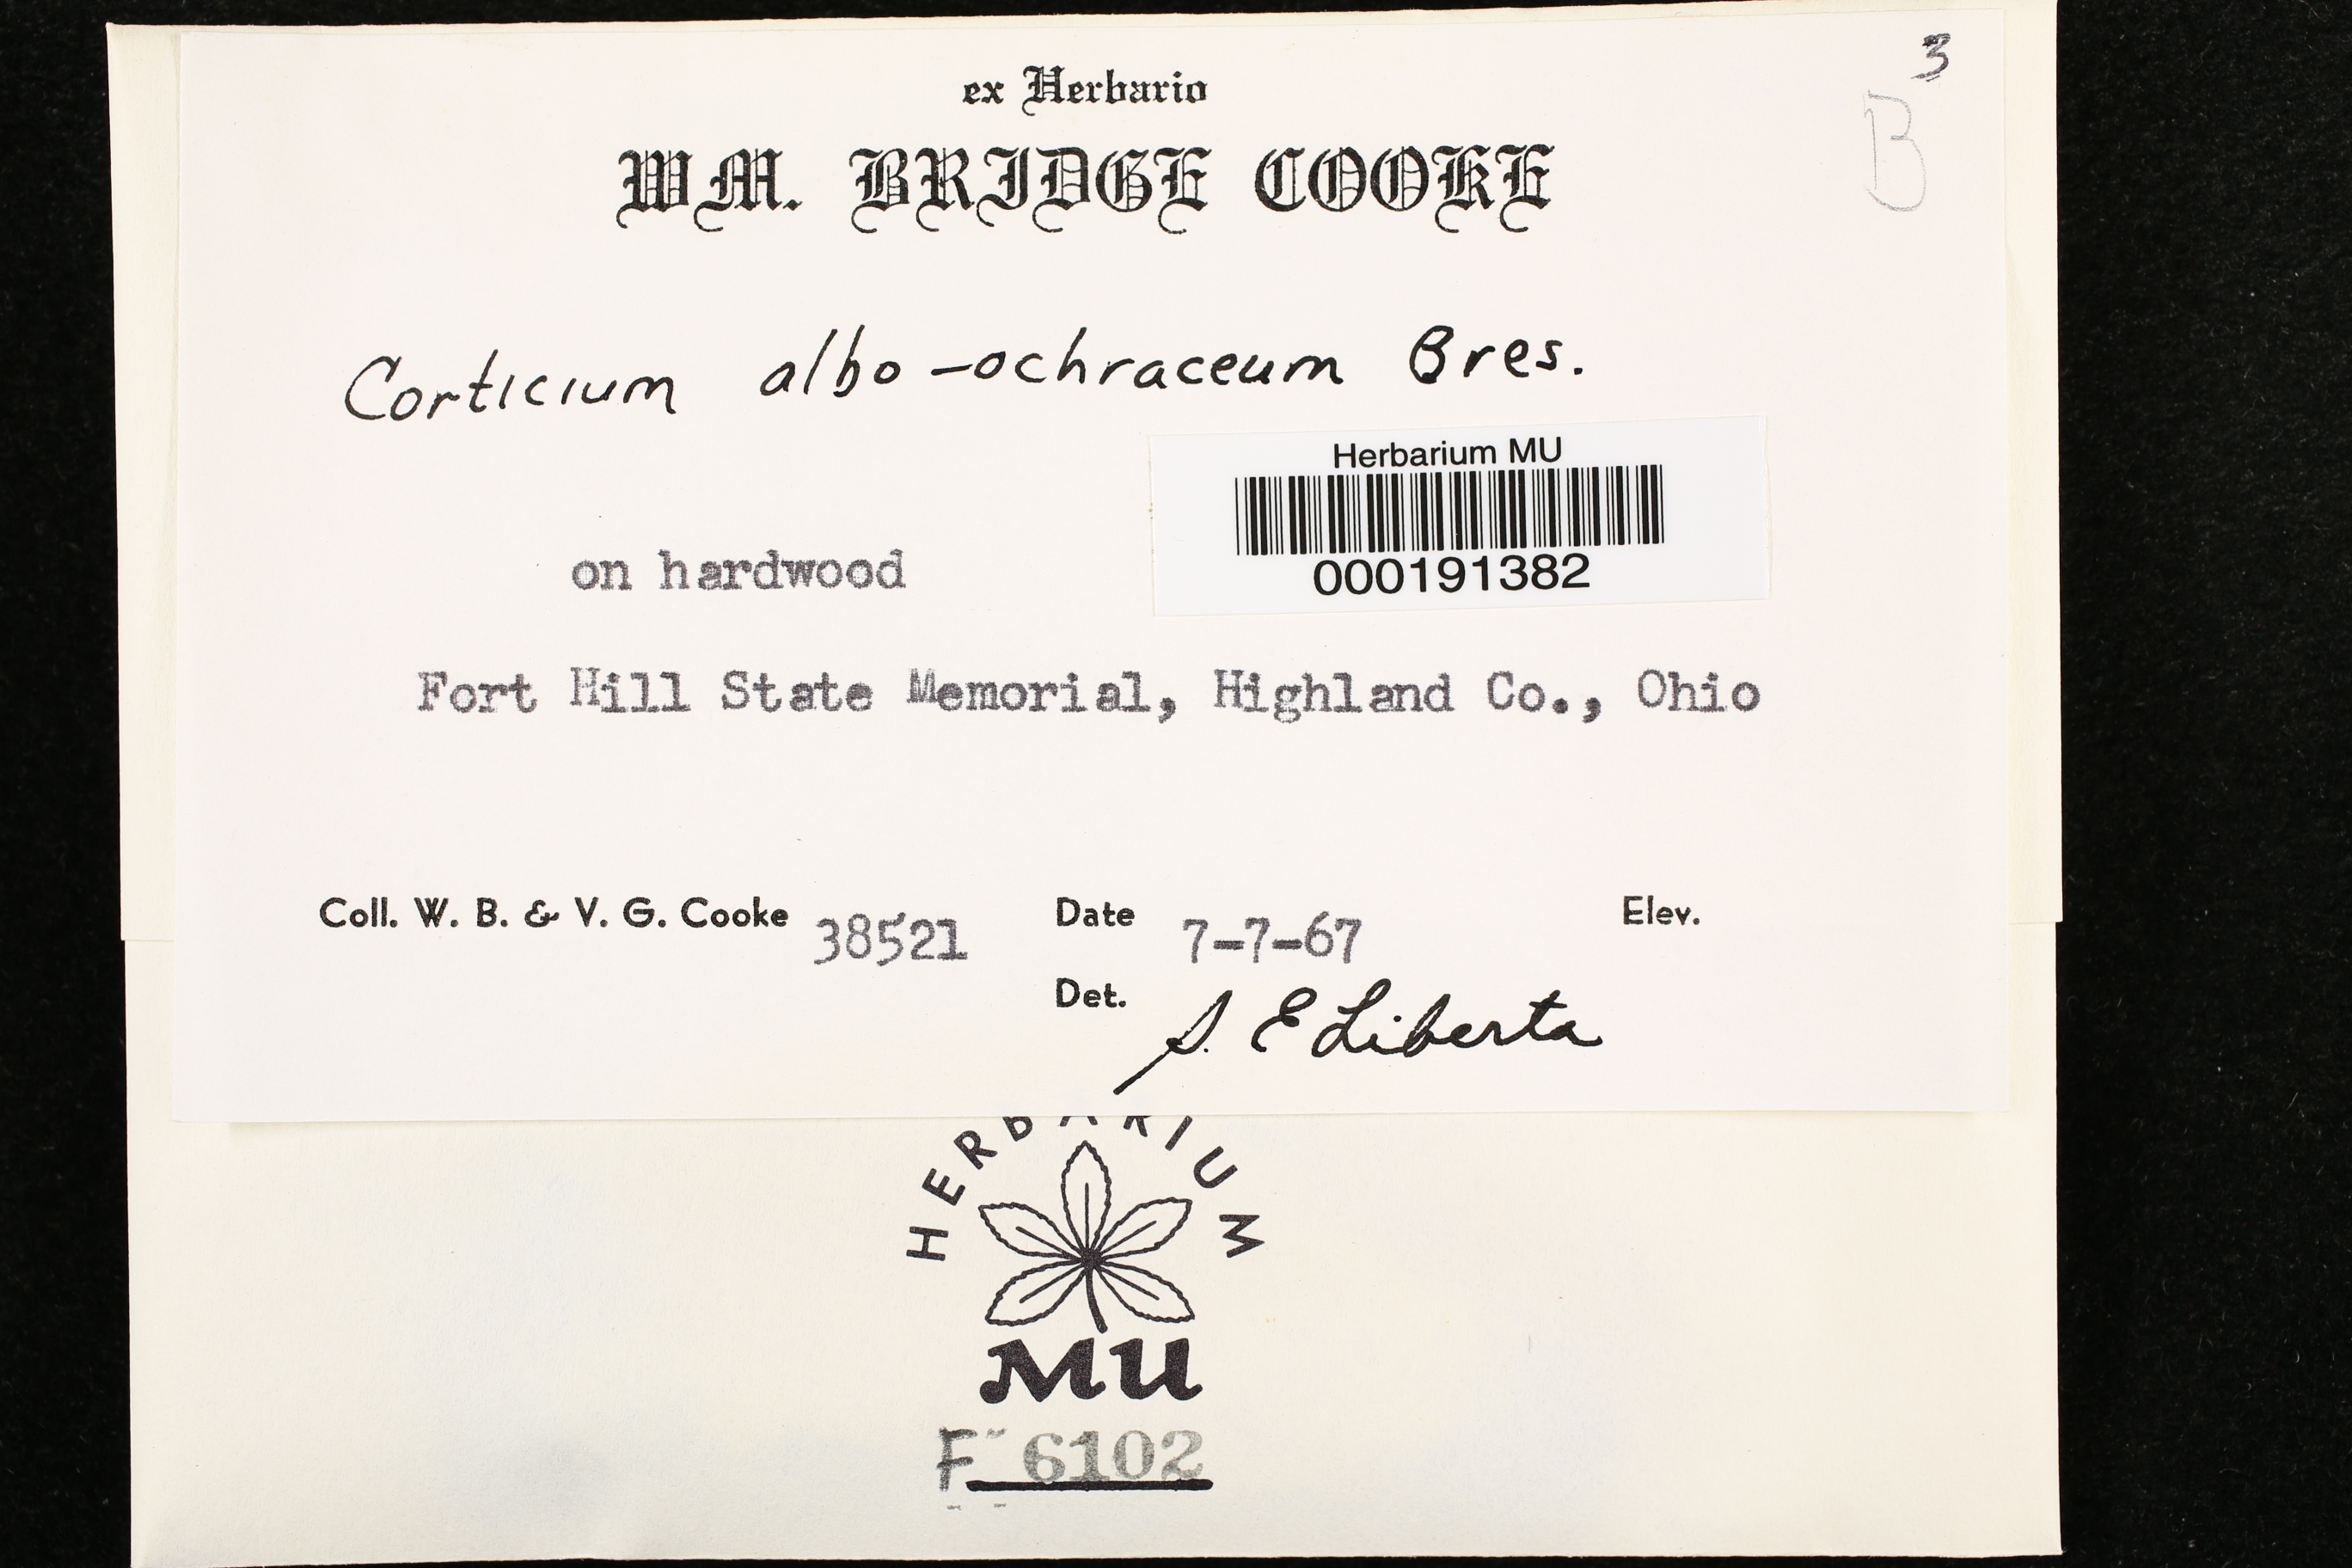 3
B
ex Herbario
WM. BRIDGE COOKE
Corticium albo-ochraceum Bres.
Herbarium MU
000191382
on hardwood
Fort Hill State Memorial, Highland Co., Ohio
Coll. W. B. & V. G. Cooke 38521 Date 7-7-67 Elev.
Det. S. E Liberta
HERBARIUM
MU
F 6102